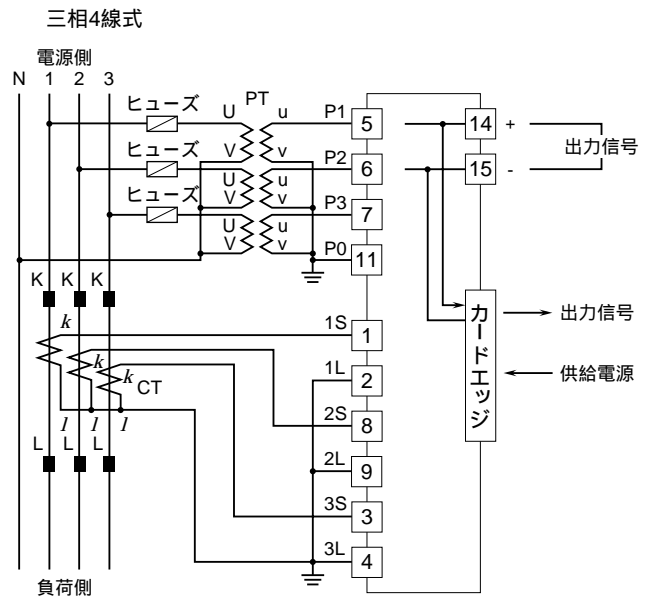 三相4線式
電源側
N 1 2 3
ヒューズ
U PT u P1 5 14 +
V v
出力信号
ヒューズ
U u P2 6 15 -
V v
ヒューズ
U u P3 7
V v
P0 11
K K K
カードエッジ
出力信号
供給電源
k 1S 1
k 1L 2
k CT
2S 8
l l l
L L L
2L 9
3S 3
3L 4
負荷側